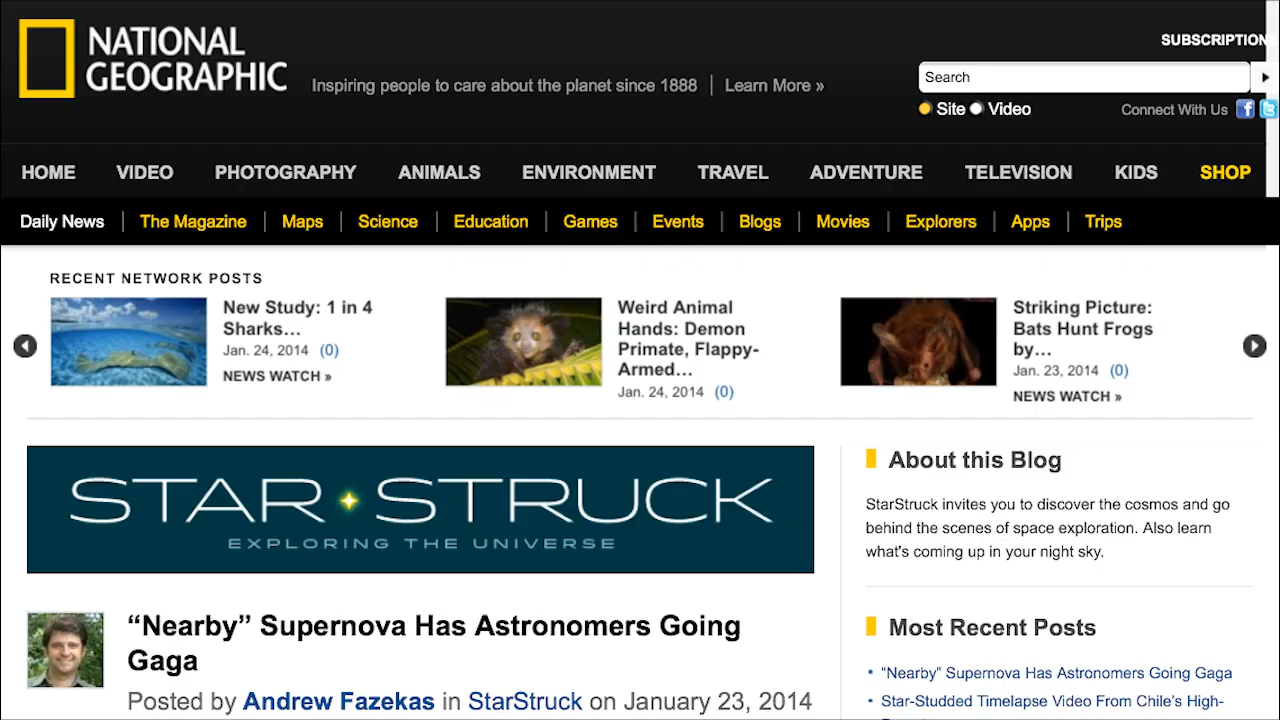 NATIONAL
GEOGRAPHIC
Inspiring people to care about the planet since 1888 | Learn More »
SUBSCRIPTION
Search
Site Video
Connect With Us
HOME VIDEO PHOTOGRAPHY ANIMALS ENVIRONMENT TRAVEL ADVENTURE TELEVISION KIDS SHOP
Daily News | The Magazine | Maps | Science | Education | Games | Events | Blogs | Movies | Explorers | Apps | Trips
RECENT NETWORK POSTS
New Study: 1 in 4
Sharks…
Jan. 24, 2014 (0)
NEWS WATCH »
Weird Animal
Hands: Demon
Primate, Flappy-
Armed…
Jan. 24, 2014 (0)
Striking Picture:
Bats Hunt Frogs
by…
Jan. 23, 2014 (0)
NEWS WATCH »
STAR STRUCK
EXPLORING THE UNIVERSE
“Nearby” Supernova Has Astronomers Going
Gaga
Posted by Andrew Fazekas in StarStruck on January 23, 2014
About this Blog
StarStruck invites you to discover the cosmos and go
behind the scenes of space exploration. Also learn
what's coming up in your night sky.
Most Recent Posts
• “Nearby” Supernova Has Astronomers Going Gaga
• Star-Studded Timelapse Video From Chile’s High-